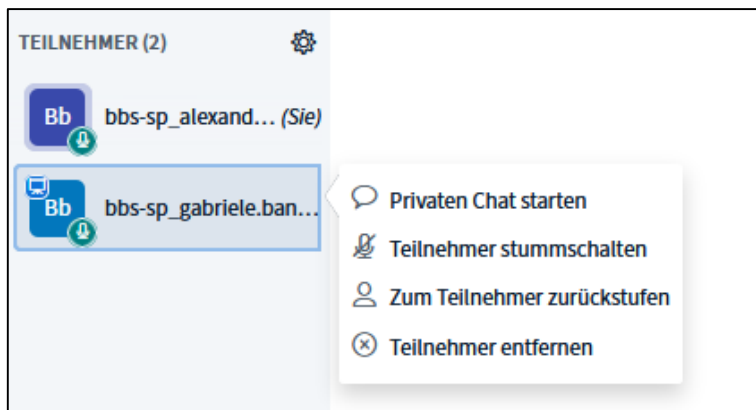 TEILNEHMER (2)
Bb bbs-sp_alexand... (Sie)
Bb bbs-sp_gabriele.ban...
Privaten Chat starten
Teilnehmer stummschalten
Zum Teilnehmer zurückstufen
Teilnehmer entfernen